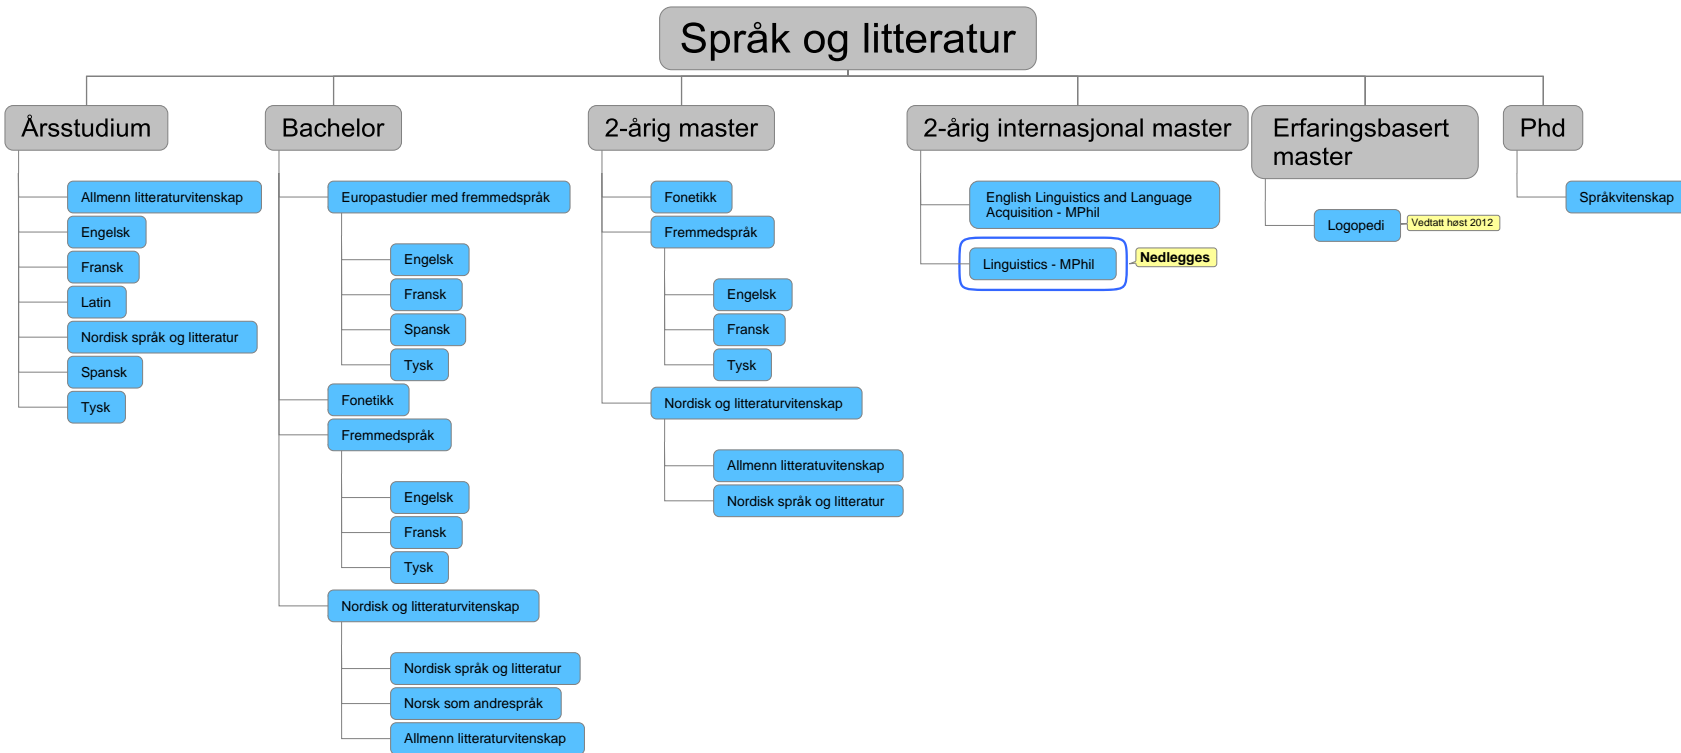 Språk og litteratur
Årsstudium
Allmenn litteraturvitenskap
Engelsk
Fransk
Latin
Nordisk språk og litteratur
Spansk
Tysk
Bachelor
Europastudier med fremmedspråk
Engelsk
Fransk
Spansk
Tysk
Fonetikk
Fremmedspråk
Engelsk
Fransk
Tysk
Nordisk og litteraturvitenskap
Nordisk språk og litteratur
Norsk som andrespråk
Allmenn litteraturvitenskap
2-årig master
Fonetikk
Fremmedspråk
Engelsk
Fransk
Tysk
Nordisk og litteraturvitenskap
Allmenn litteratuvitenskap
Nordisk språk og litteratur
2-årig internasjonal master
English Linguistics and Language
Acquisition - MPhil
Linguistics - MPhil
Nedlegges
Erfaringsbasert
master
Logopedi
Vedtatt høst 2012
Phd
Språkvitenskap